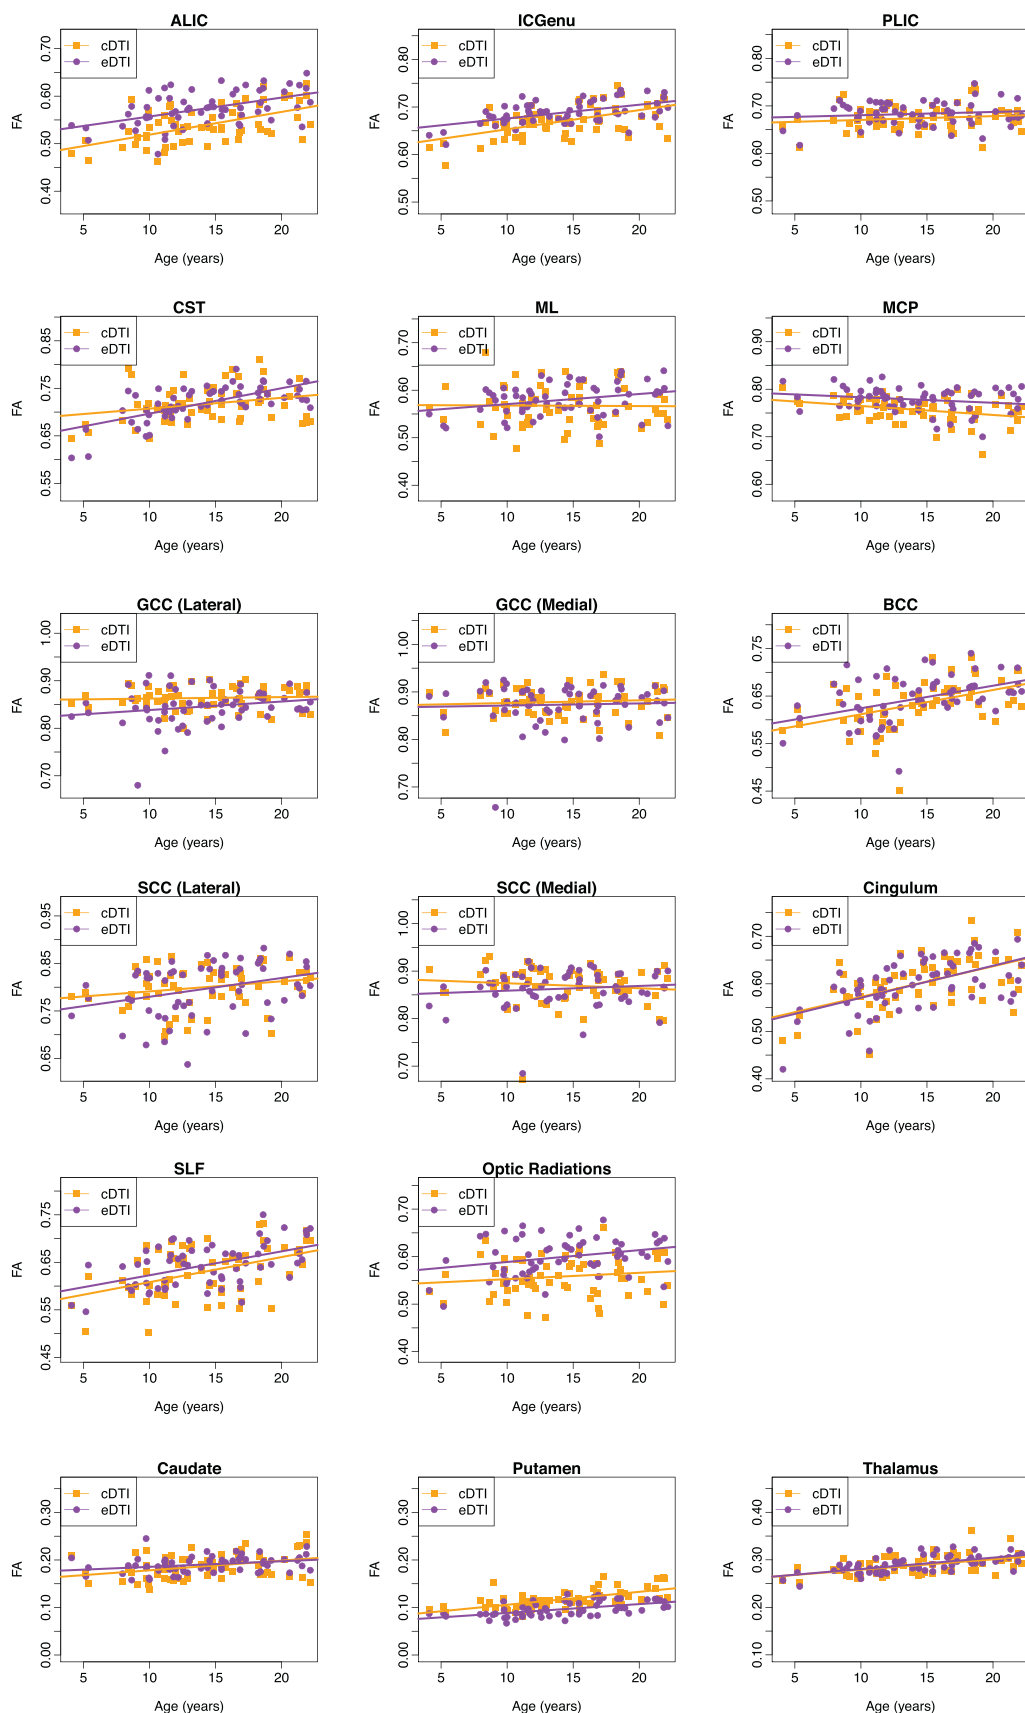 ALIC
cDTI
eDTI
FA
0.40 0.50 0.60 0.70
5 10 15 20
Age (years)
ICGenu
cDTI
eDTI
FA
0.50 0.60 0.70 0.80
5 10 15 20
Age (years)
PLIC
cDTI
eDTI
FA
0.50 0.60 0.70 0.80
5 10 15 20
Age (years)
CST
cDTI
eDTI
FA
0.55 0.65 0.75 0.85
5 10 15 20
Age (years)
ML
cDTI
eDTI
FA
0.40 0.50 0.60 0.70
5 10 15 20
Age (years)
MCP
cDTI
eDTI
FA
0.60 0.70 0.80 0.90
5 10 15 20
Age (years)
GCC (Lateral)
cDTI
eDTI
FA
0.70 0.80 0.90 1.00
5 10 15 20
Age (years)
GCC (Medial)
cDTI
eDTI
FA
0.70 0.80 0.90 1.00
5 10 15 20
Age (years)
BCC
cDTI
eDTI
FA
0.45 0.55 0.65 0.75
5 10 15 20
Age (years)
SCC (Lateral)
cDTI
eDTI
FA
0.65 0.75 0.85 0.95
5 10 15 20
Age (years)
SCC (Medial)
cDTI
eDTI
FA
0.70 0.80 0.90 1.00
5 10 15 20
Age (years)
Cingulum
cDTI
eDTI
FA
0.40 0.50 0.60 0.70
5 10 15 20
Age (years)
SLF
cDTI
eDTI
FA
0.45 0.55 0.65 0.75
5 10 15 20
Age (years)
Optic Radiations
cDTI
eDTI
FA
0.40 0.50 0.60 0.70
5 10 15 20
Age (years)
Caudate
cDTI
eDTI
FA
0.00 0.10 0.20 0.30
5 10 15 20
Age (years)
Putamen
cDTI
eDTI
FA
0.00 0.10 0.20 0.30
5 10 15 20
Age (years)
Thalamus
cDTI
eDTI
FA
0.10 0.20 0.30 0.40
5 10 15 20
Age (years)